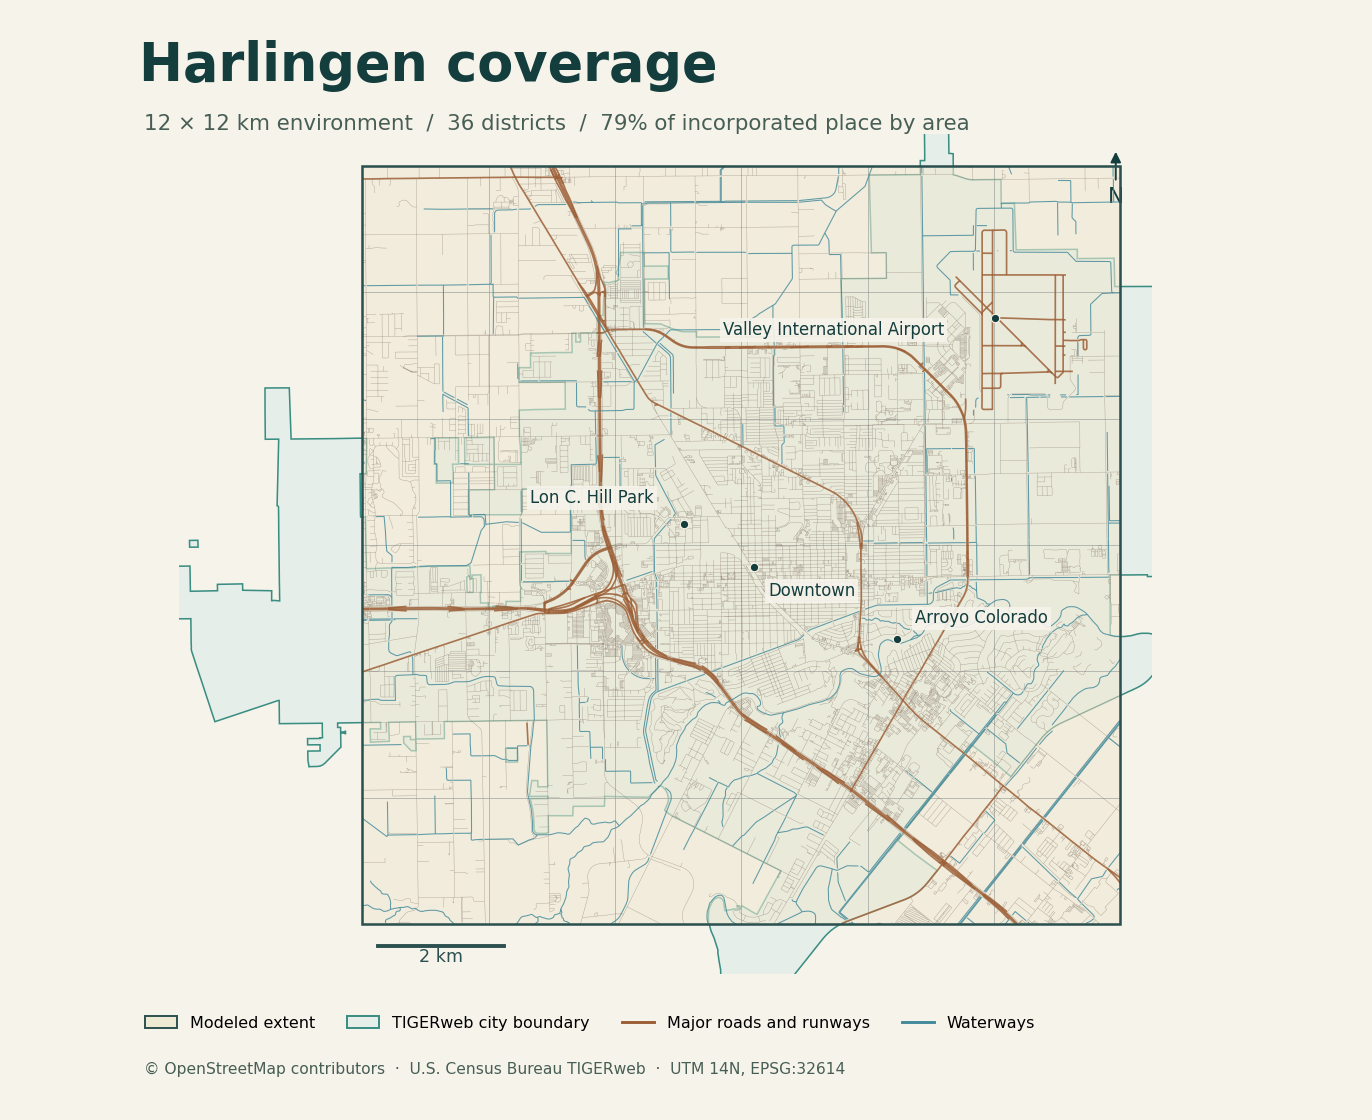 Harlingen coverage
12 × 12 km environment / 36 districts / 79% of incorporated place by area
N
Valley International Airport
Lon C. Hill Park
Downtown
Arroyo Colorado
2 km
Modeled extent
TIGERweb city boundary
Major roads and runways
Waterways
© OpenStreetMap contributors · U.S. Census Bureau TIGERweb · UTM 14N, EPSG:32614